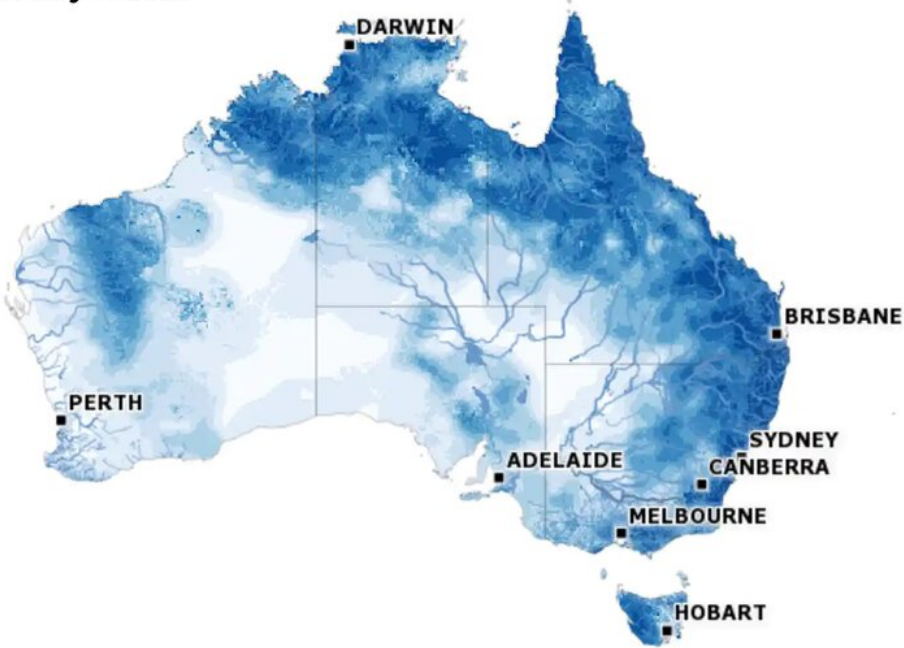 DARWIN
BRISBANE
PERTH
SYDNEY
ADELAIDE
CANBERRA
MELBOURNE
HOBART